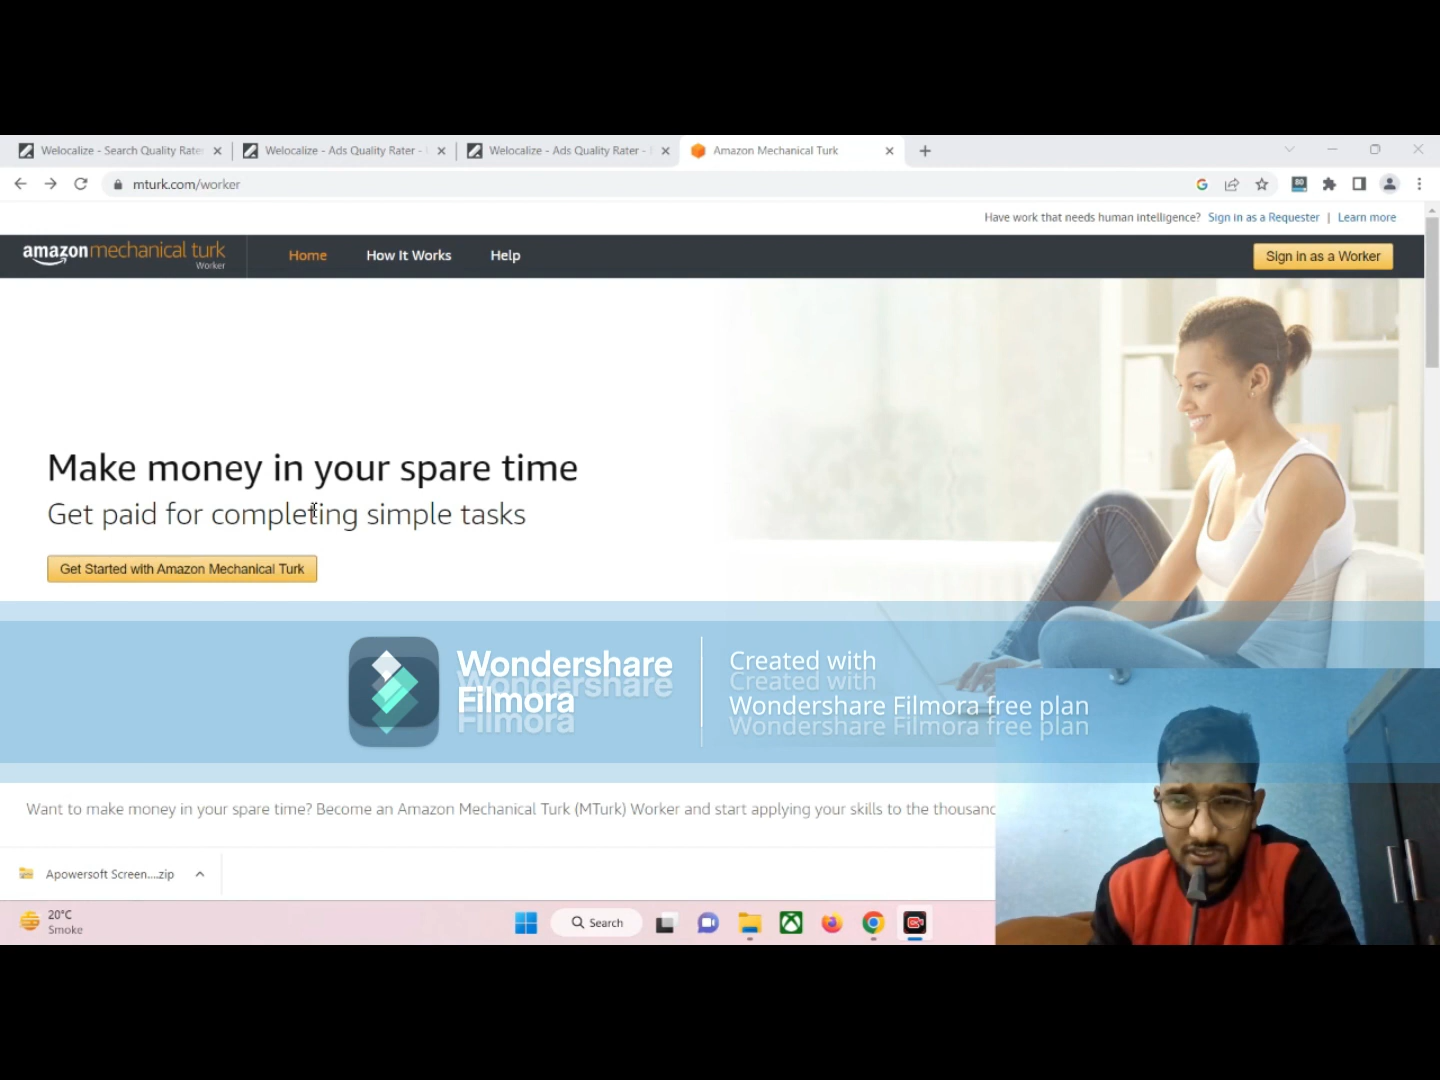 Welocalize - Search Quality Rate
Welocalize - Ads Quality Rater -
Welocalize - Ads Quality Rater -
Amazon Mechanical Turk
mturk.com/worker
Have work that needs human intelligence? Sign in as a Requester | Learn more
amazon mechanical turk
Worker
Home
How It Works
Help
Sign in as a Worker
Make money in your spare time
Get paid for completing simple tasks
Get Started with Amazon Mechanical Turk
Wondershare
Filmora
Created with
Wondershare Filmora free plan
Want to make money in your spare time? Become an Amazon Mechanical Turk (MTurk) Worker and start applying your skills to the thousand
Apowersoft Screen....zip
20°C
Smoke
Search